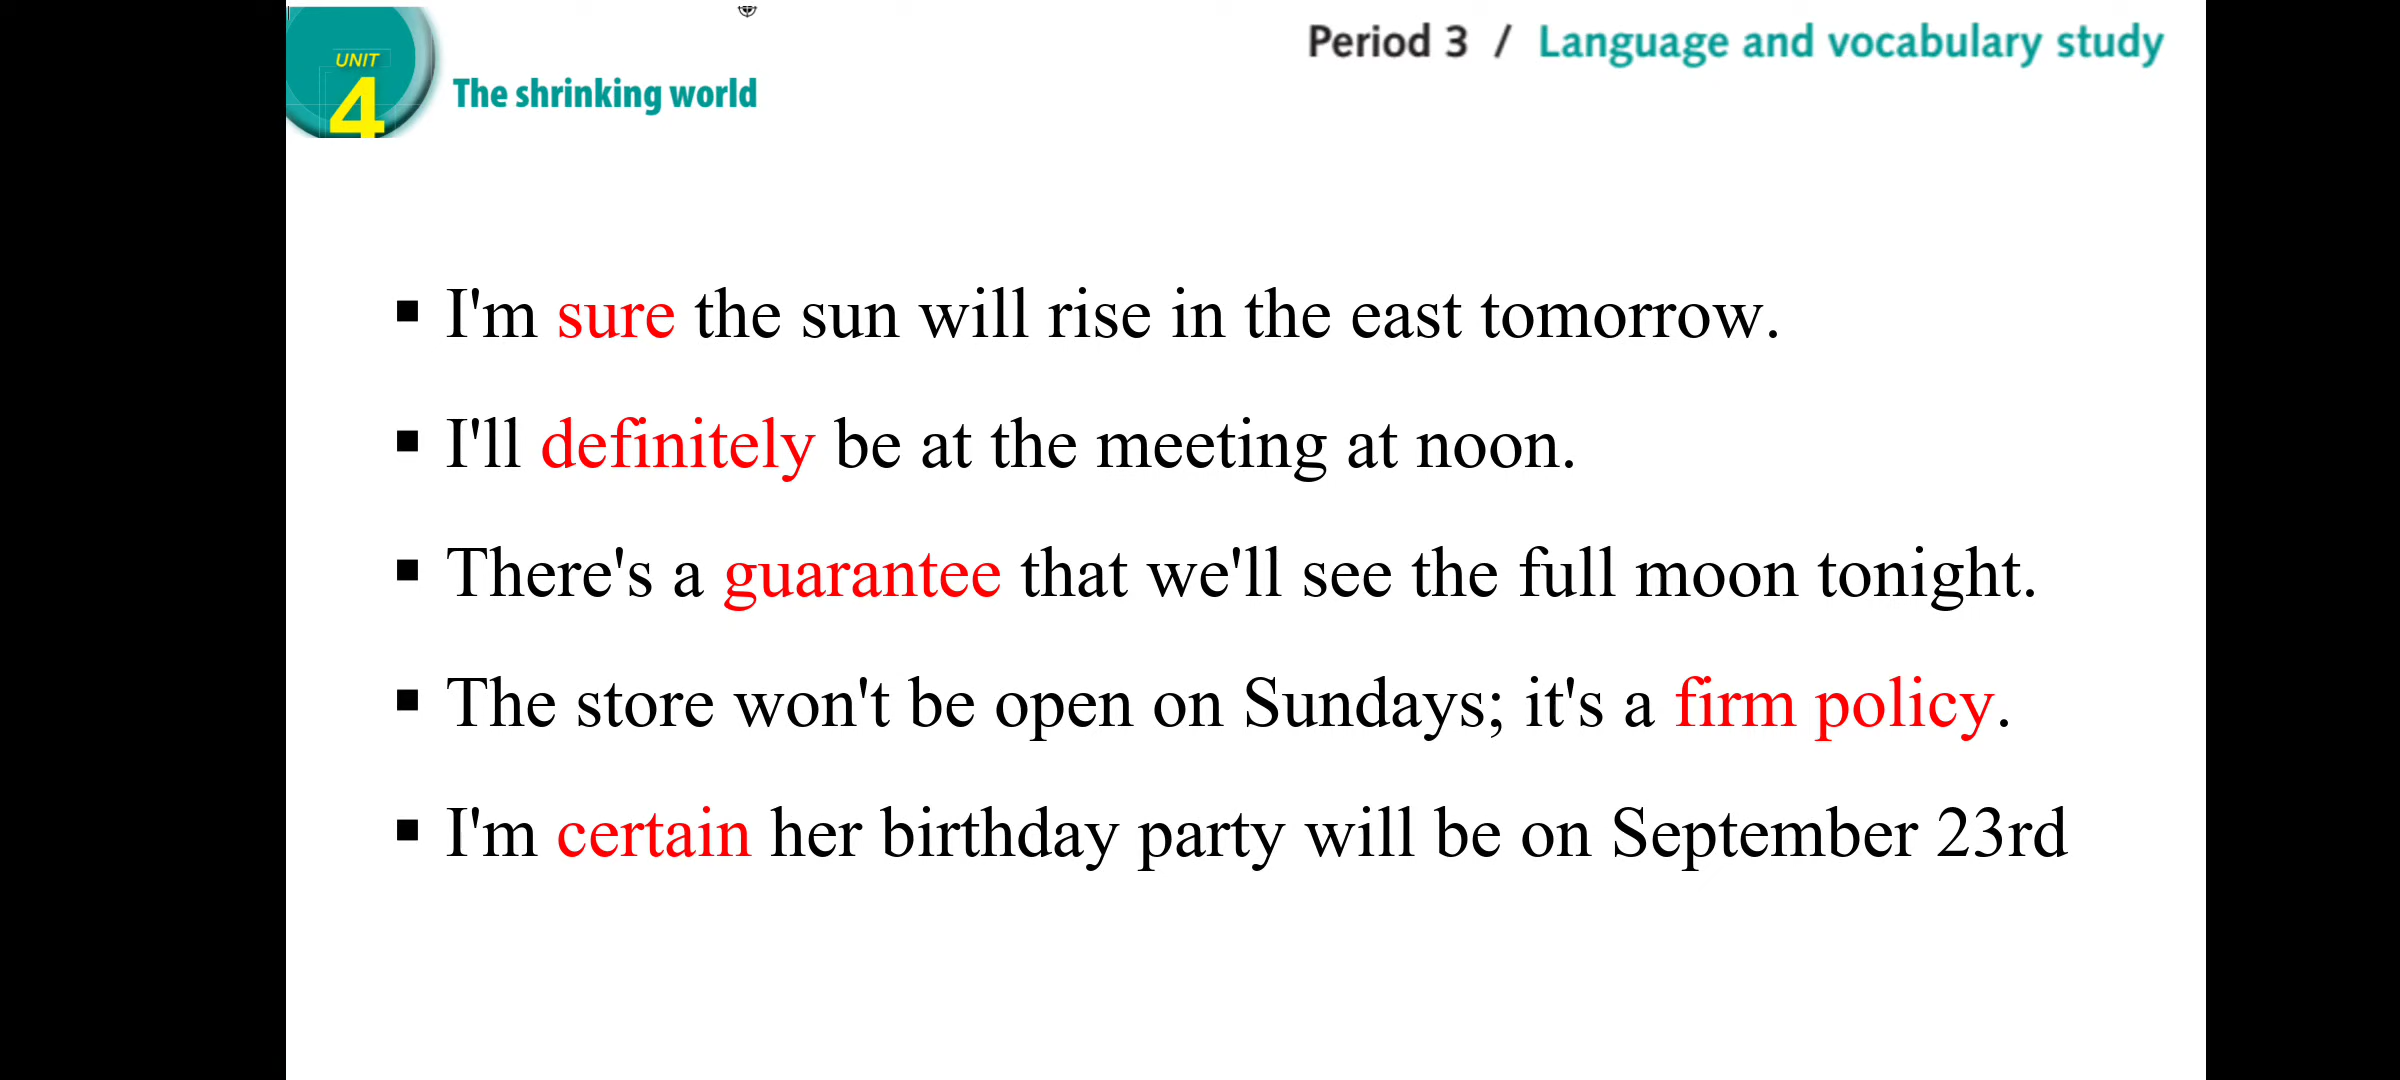 UNIT
4
The shrinking world
Period 3 / Language and vocabulary study
▪ I'm sure the sun will rise in the east tomorrow.
▪ I'll definitely be at the meeting at noon.
▪ There's a guarantee that we'll see the full moon tonight.
▪ The store won't be open on Sundays; it's a firm policy.
▪ I'm certain her birthday party will be on September 23rd